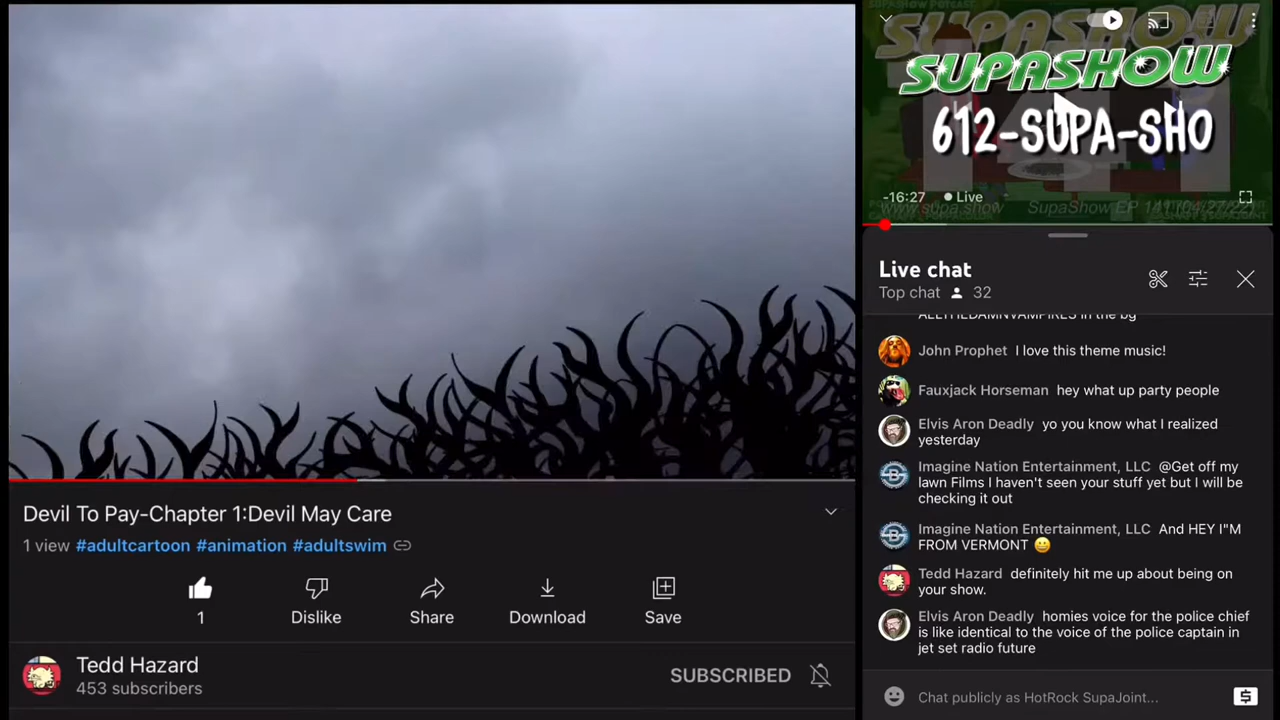 Devil To Pay-Chapter 1:Devil May Care
1 view #adultcartoon #animation #adultswim
1
Dislike
Share
Download
Save
Tedd Hazard
453 subscribers
SUBSCRIBED
SUPASHOW
612-SUPA-SHO
-16:27
Live
www.supa.show
SupaShow EP 141 (04/27/22)
Live chat
Top chat 32
ALLTHEDAMNVAMPIRES in the bg
John Prophet I love this theme music!
Fauxjack Horseman hey what up party people
Elvis Aron Deadly yo you know what I realized
yesterday
Imagine Nation Entertainment, LLC @Get off my
lawn Films I haven't seen your stuff yet but I will be
checking it out
Imagine Nation Entertainment, LLC And HEY I"M
FROM VERMONT
Tedd Hazard definitely hit me up about being on
your show.
Elvis Aron Deadly homies voice for the police chief
is like identical to the voice of the police captain in
jet set radio future
Chat publicly as HotRock SupaJoint...